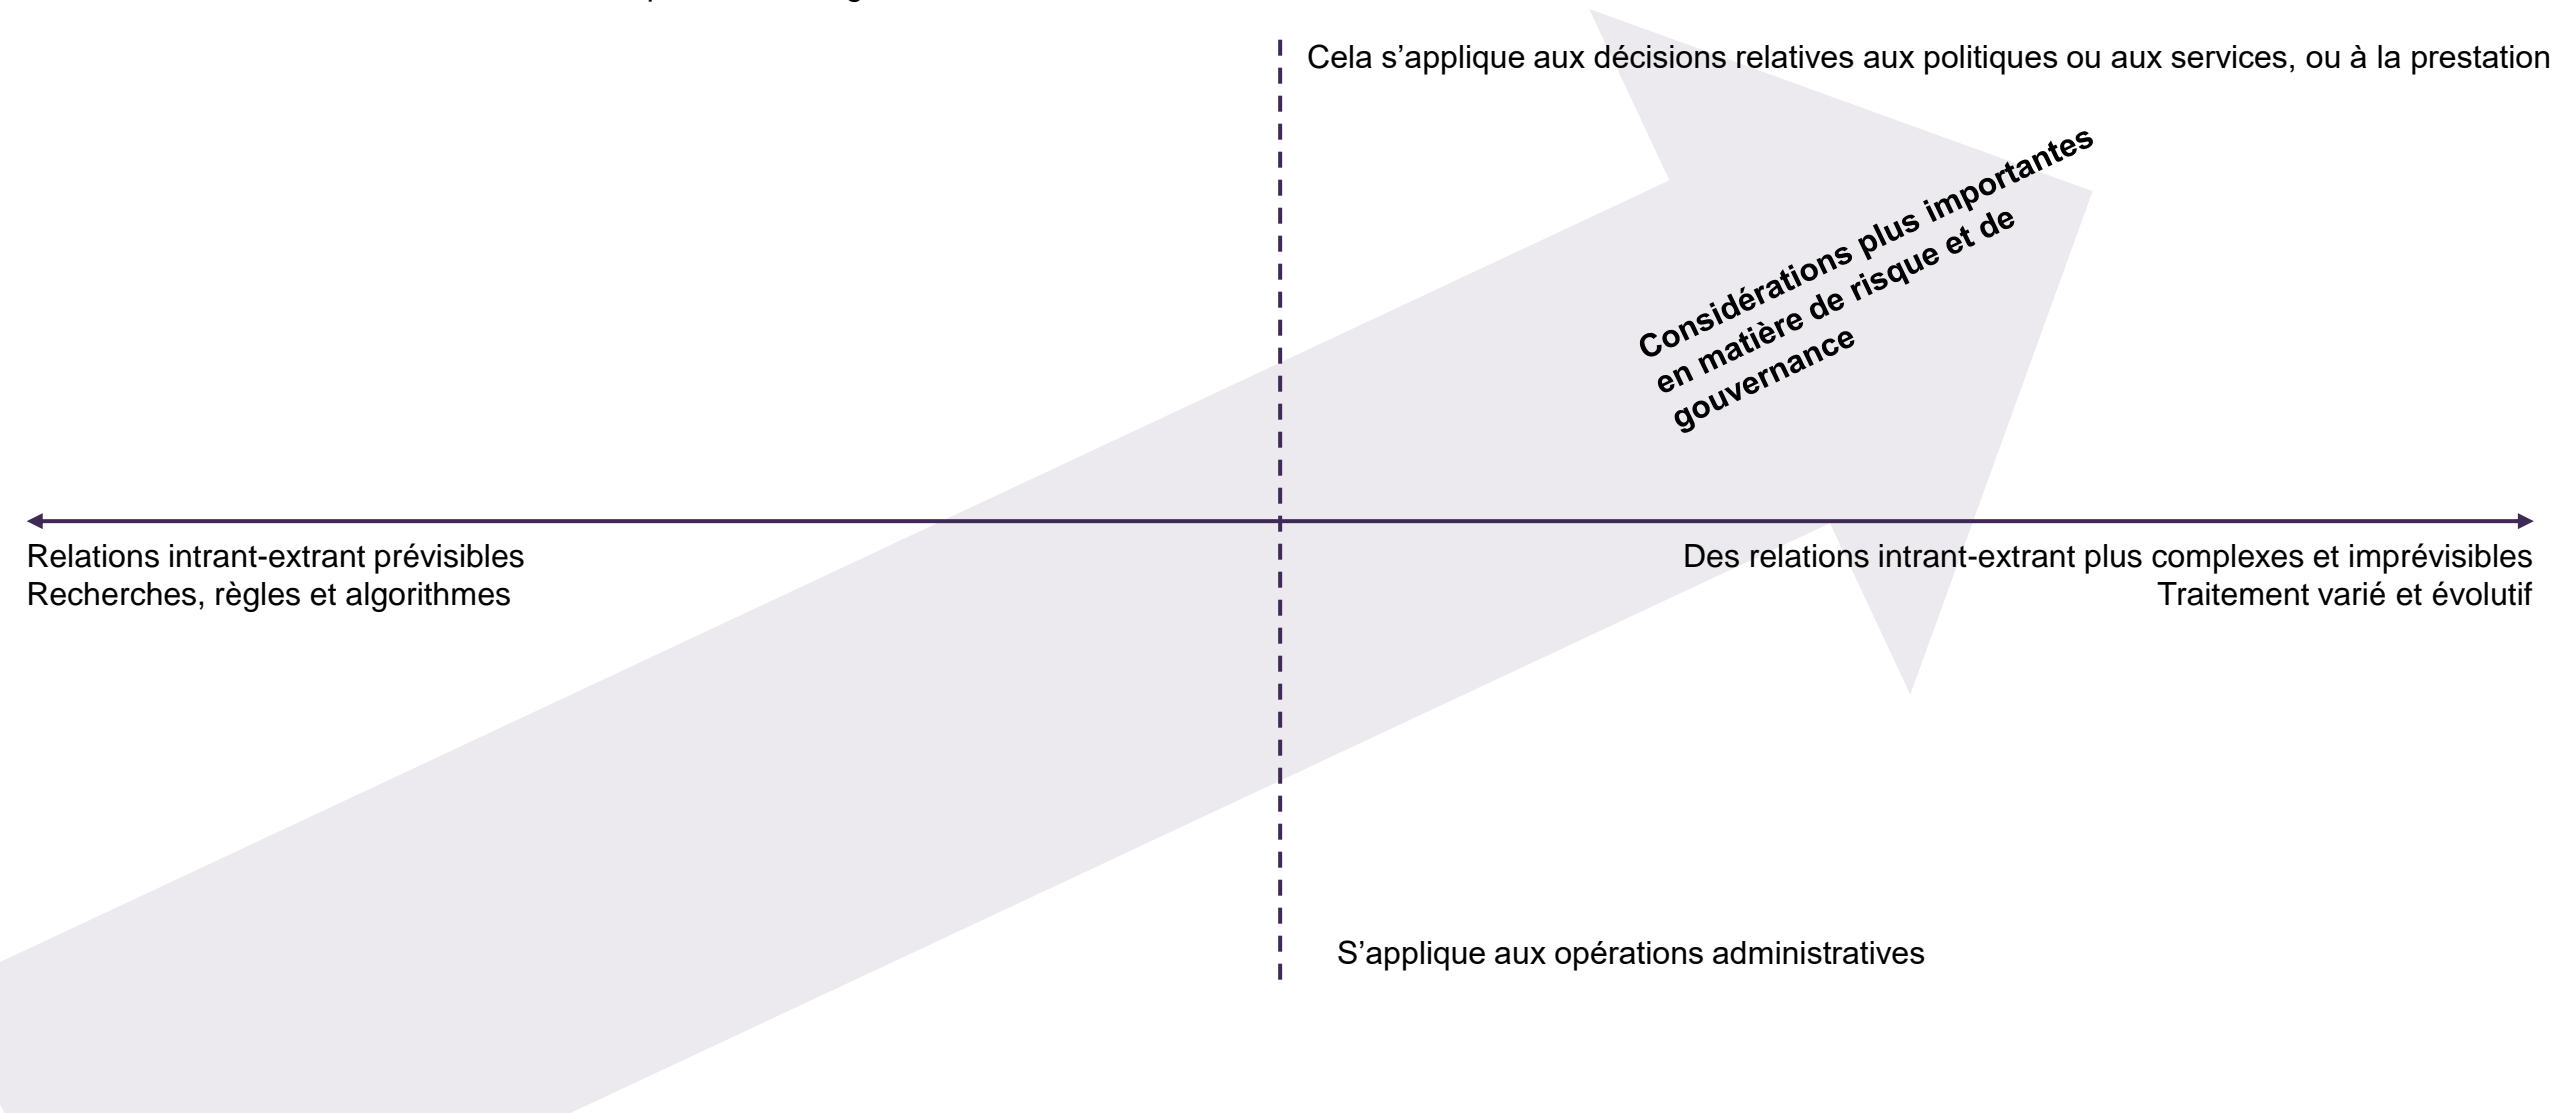 Cela s’applique aux décisions relatives aux politiques ou aux services, ou à la prestation
Considérations plus importantes
en matière de risque et de
gouvernance
Relations intrant-extrant prévisibles
Recherches, règles et algorithmes
Des relations intrant-extrant plus complexes et imprévisibles
Traitement varié et évolutif
S’applique aux opérations administratives